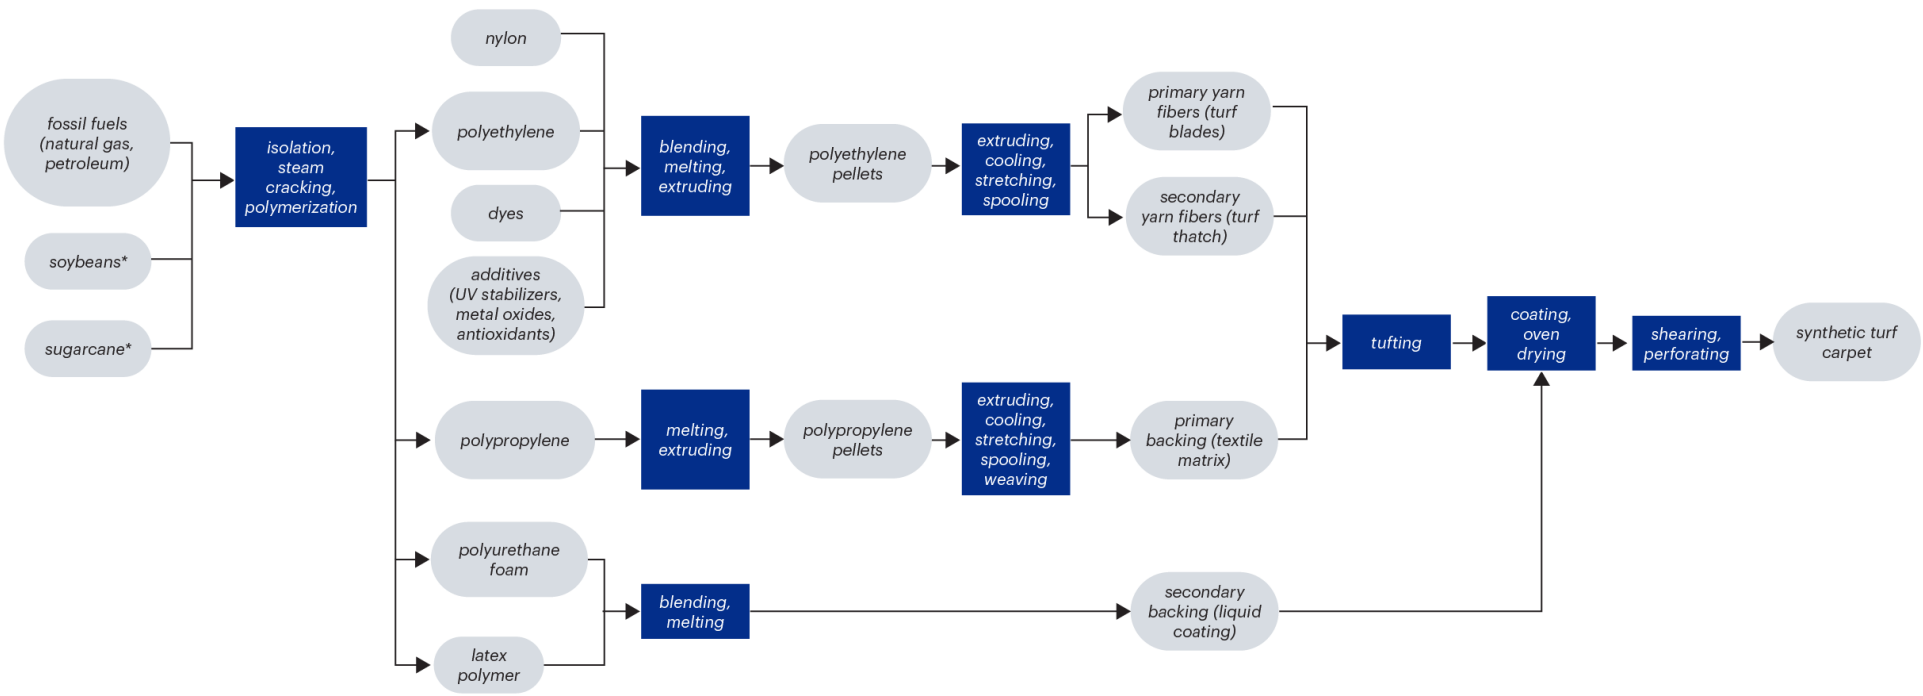 fossil fuels
(natural gas,
petroleum)
soybeans*
sugarcane*
isolation,
steam
cracking,
polymerization
nylon
polyethylene
dyes
additives
(UV stabilizers,
metal oxides,
antioxidants)
blending,
melting,
extruding
polyethylene
pellets
extruding,
cooling,
stretching,
spooling
primary yarn
fibers (turf
blades)
secondary
yarn fibers (turf
thatch)
polypropylene
melting,
extruding
polypropylene
pellets
extruding,
cooling,
stretching,
spooling,
weaving
primary
backing (textile
matrix)
polyurethane
foam
latex
polymer
blending,
melting
secondary
backing (liquid
coating)
tufting
coating,
oven
drying
shearing,
perforating
synthetic turf
carpet